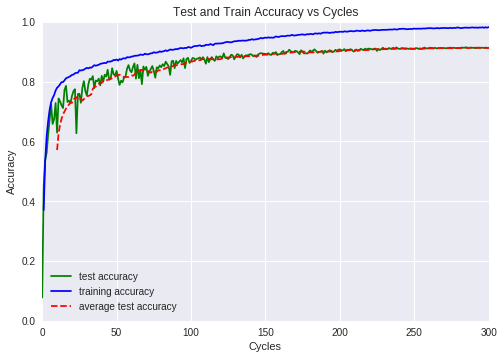 Test and Train Accuracy vs Cycles
1.0
0.8
0.6
0.4
0.2
0.0
Accuracy
test accuracy
training accuracy
average test accuracy
0 50 100 150 200 250 300
Cycles